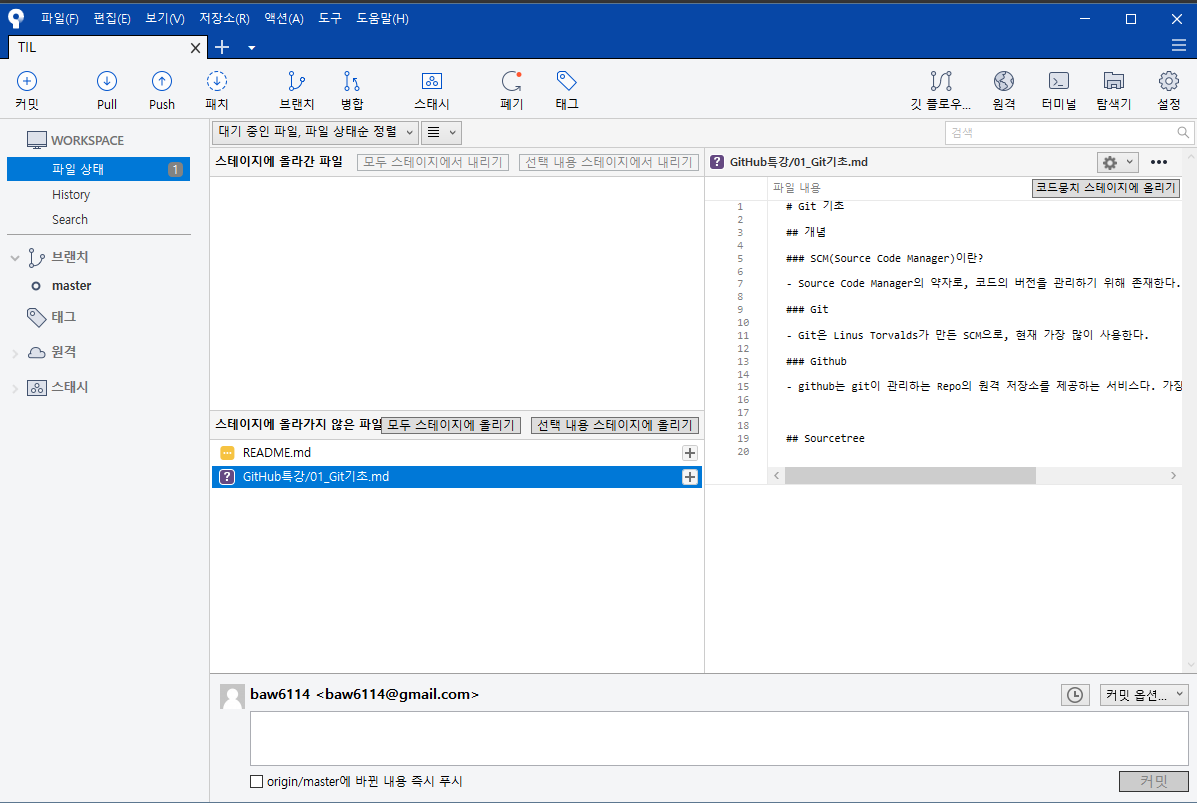 파일(F) 편집(E) 보기(V) 저장소(R) 액션(A) 도구 도움말(H)
TIL
커밋 Pull Push 패치 브랜치 병합 스태시 폐기 태그 깃 플로우... 원격 터미널 탐색기 설정
WORKSPACE
파일 상태 1
History
Search
브랜치
master
태그
원격
스태시
대기 중인 파일, 파일 상태순 정렬
검색
스테이지에 올라간 파일 모두 스테이지에서 내리기 선택 내용 스테이지에서 내리기
스테이지에 올라가지 않은 파일 모두 스테이지에 올리기 선택 내용 스테이지에 올리기
README.md
GitHub특강/01_Git기초.md
GitHub특강/01_Git기초.md
파일 내용 코드뭉치 스테이지에 올리기
1 # Git 기초
2
3 ## 개념
4
5 ### SCM(Source Code Manager)이란?
6
7 - Source Code Manager의 약자로, 코드의 버전을 관리하기 위해 존재한다.
8
9 ### Git
10
11 - Git은 Linus Torvalds가 만든 SCM으로, 현재 가장 많이 사용한다.
12
13 ### Github
14
15 - github는 git이 관리하는 Repo의 원격 저장소를 제공하는 서비스다. 가장
16
17
18
19 ## Sourcetree
20
baw6114 <baw6114@gmail.com>
커밋 옵션...
origin/master에 바뀐 내용 즉시 푸시
커밋